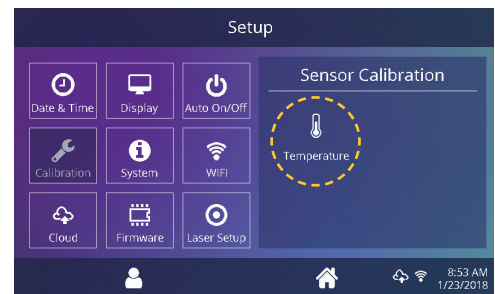 Setup
Date & Time Display Auto On/Off
Calibration System WIFI
Cloud Firmware Laser Setup
Sensor Calibration
Temperature
8:53 AM
1/23/2018